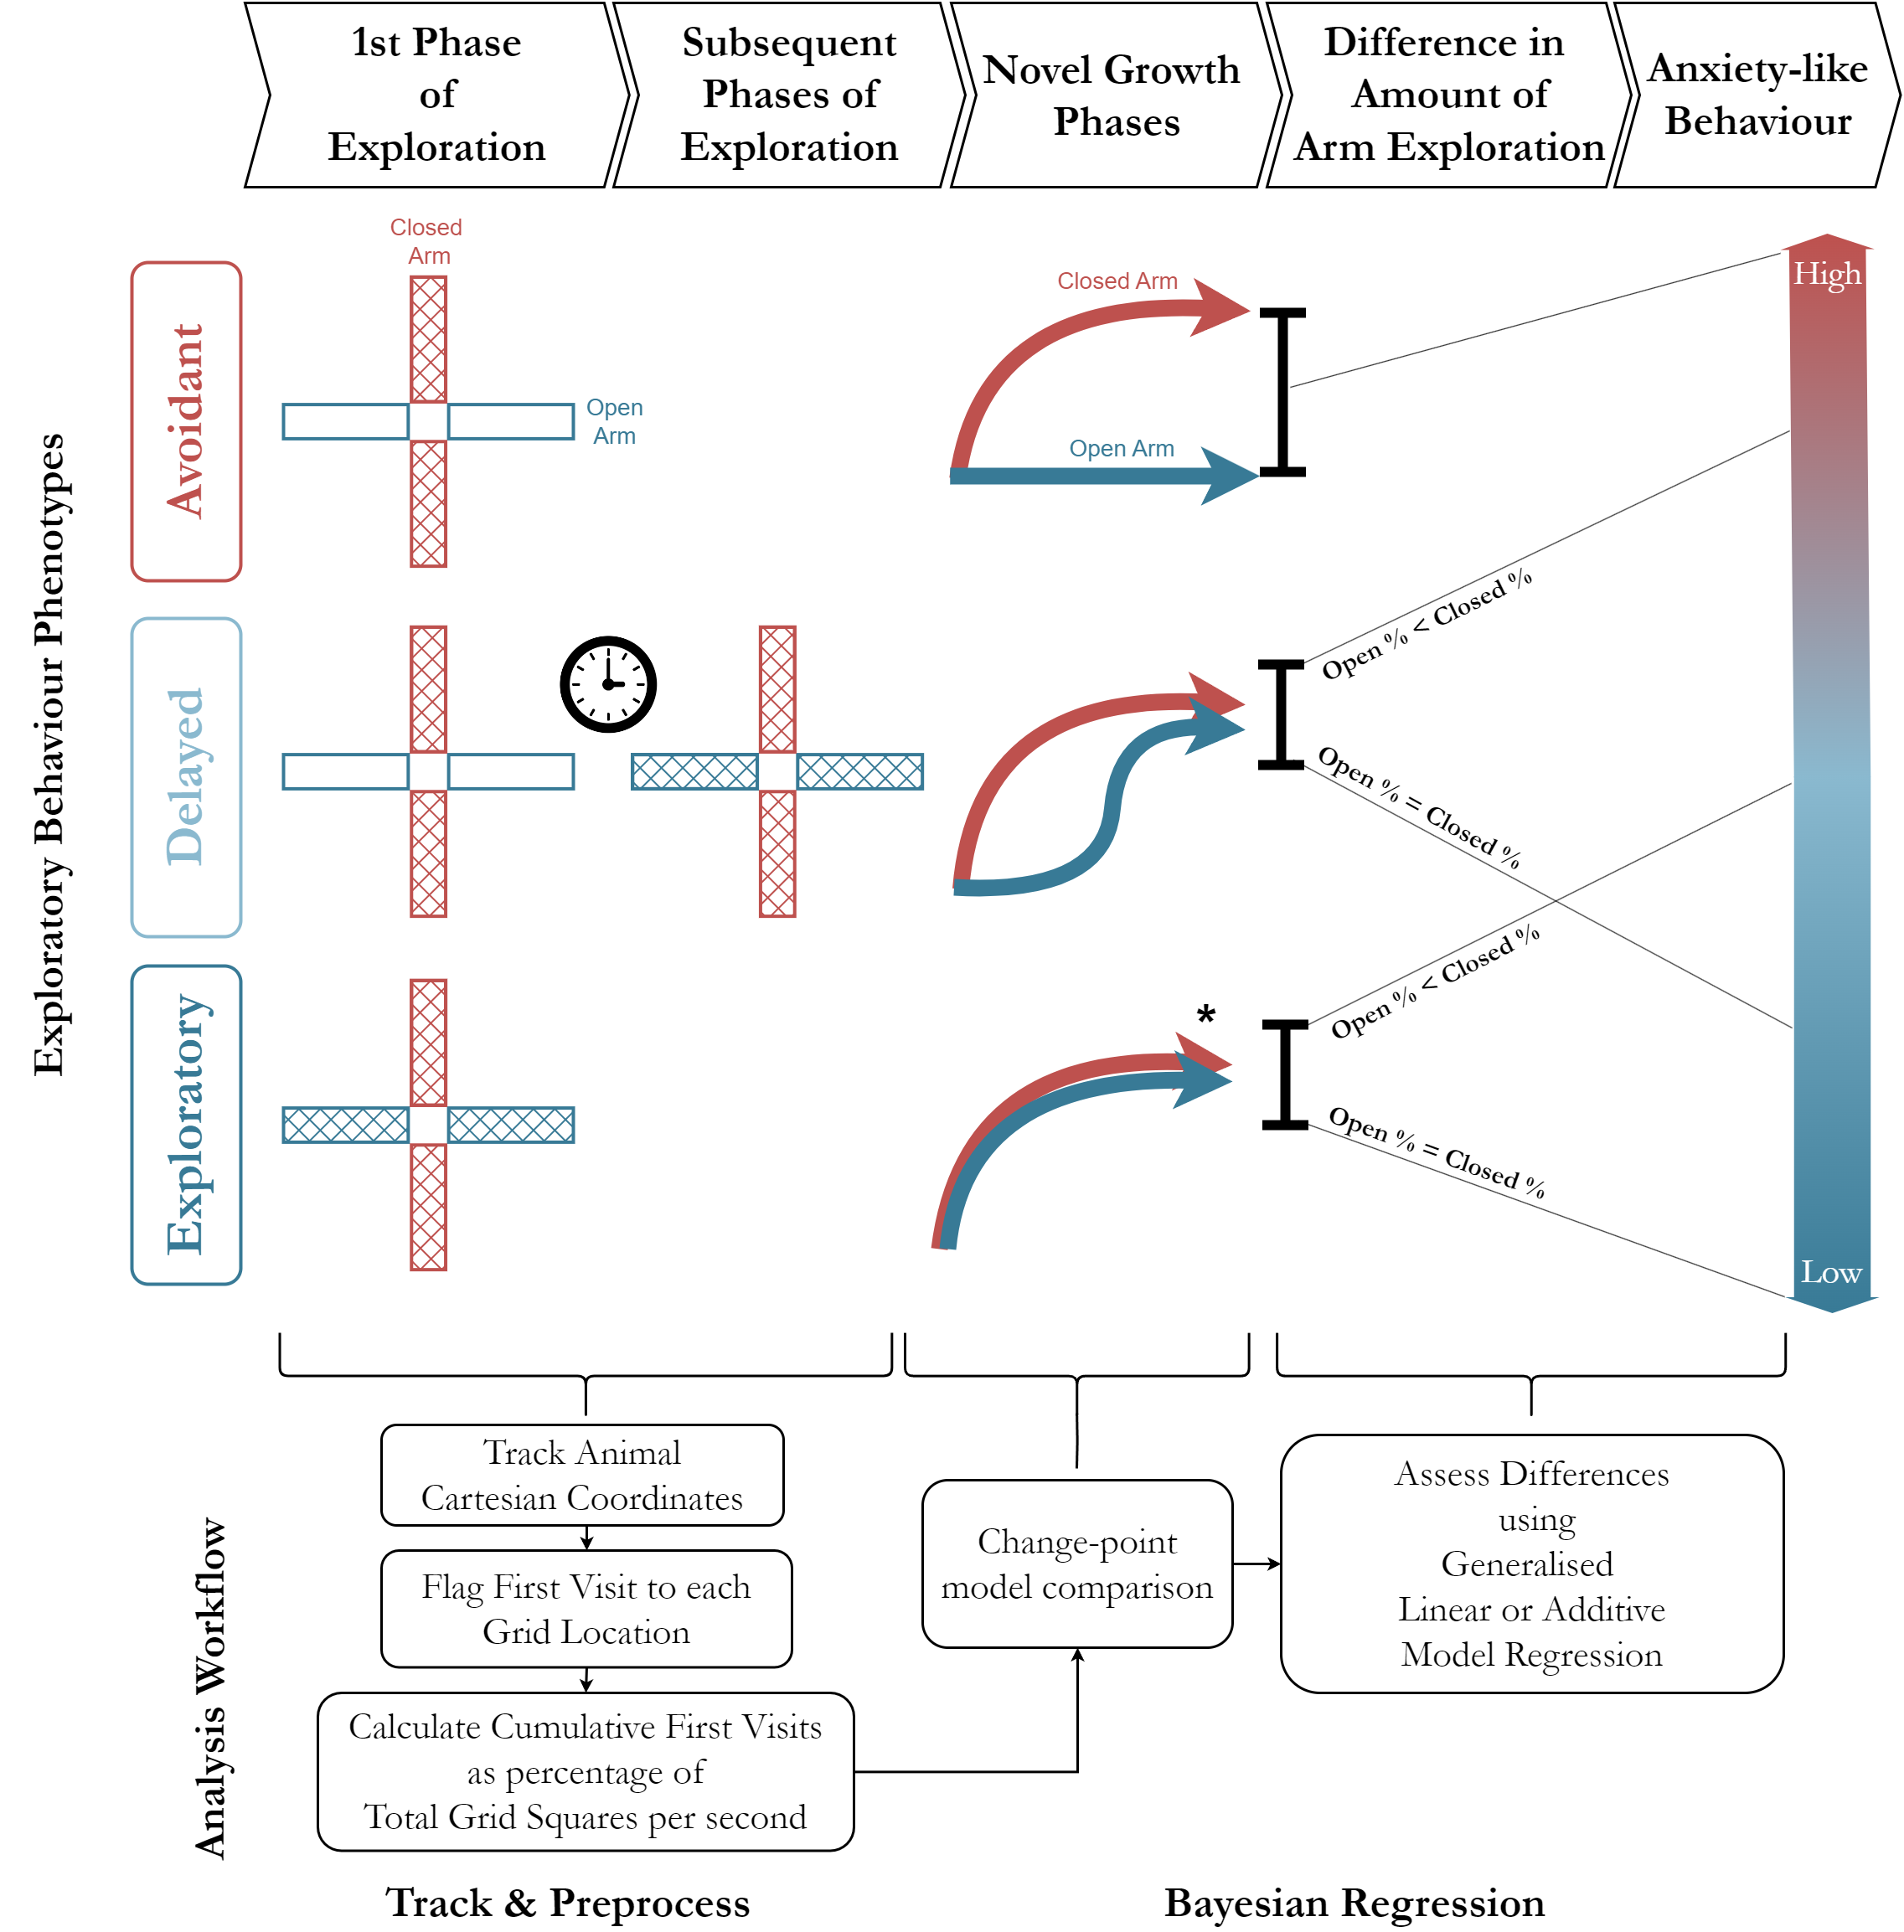 1st Phase
of
Exploration
Subsequent
Phases of
Exploration
Novel Growth
Phases
Difference in
Amount of
Arm Exploration
Anxiety-like
Behaviour
Exploratory Behaviour Phenotypes
Avoidant
Closed
Arm
Open
Arm
Closed Arm
Open Arm
High
Delayed
Open % < Closed %
Open % = Closed %
Exploratory
*
Open % < Closed %
Open % = Closed %
Low
Analysis Workflow
Track Animal
Cartesian Coordinates
Flag First Visit to each
Grid Location
Calculate Cumulative First Visits
as percentage of
Total Grid Squares per second
Change-point
model comparison
Assess Differences
using
Generalised
Linear or Additive
Model Regression
Track & Preprocess
Bayesian Regression